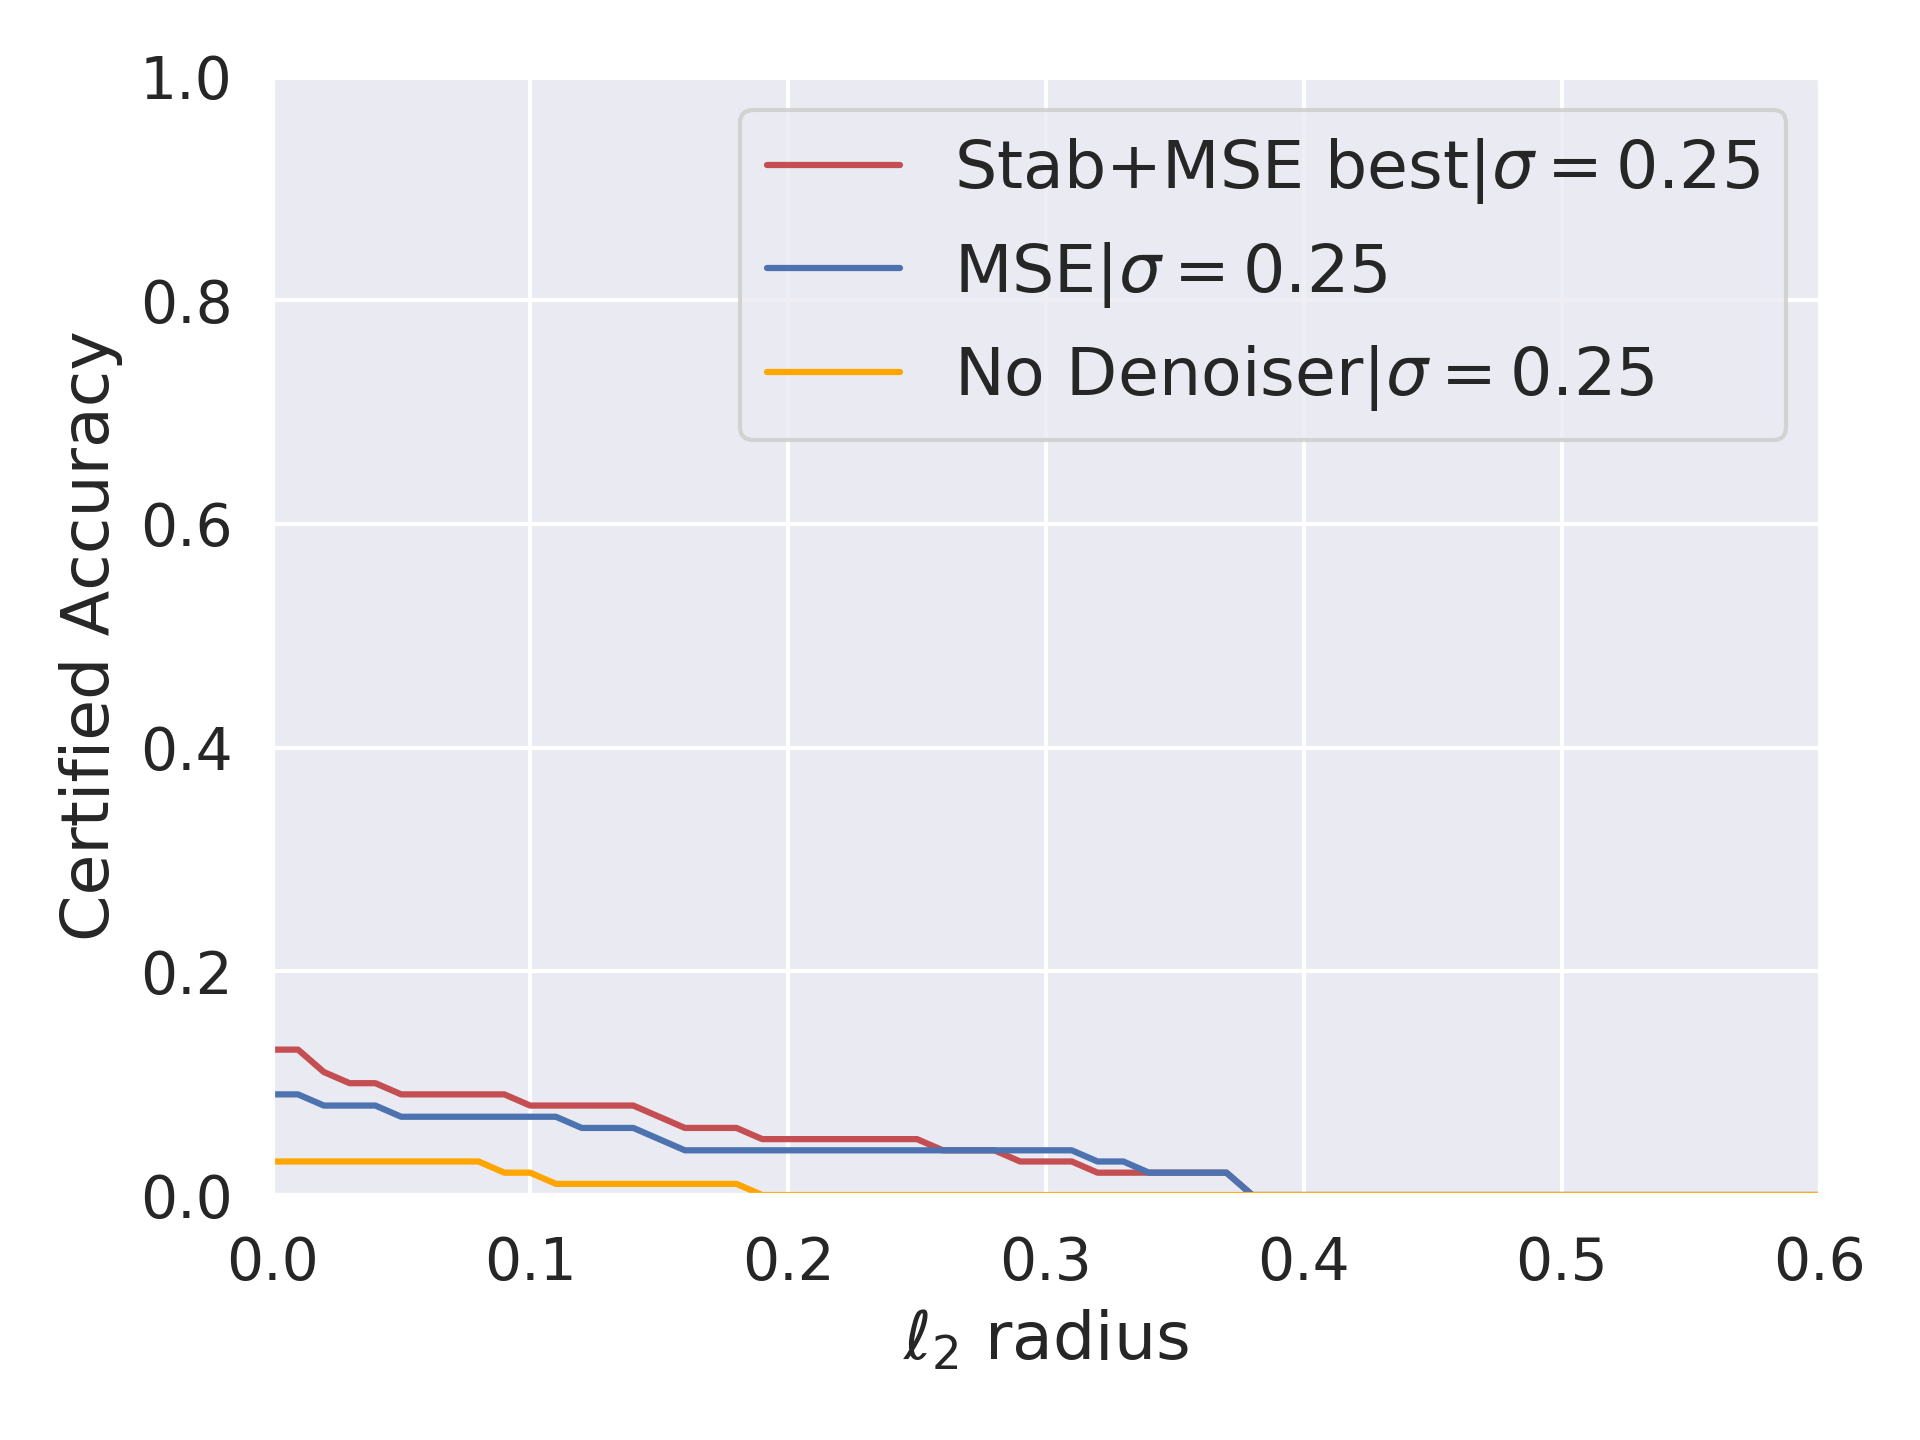 Stab+MSE best|σ = 0.25
MSE|σ = 0.25
No Denoiser|σ = 0.25
Certified Accuracy
1.0
0.8
0.6
0.4
0.2
0.0
0.0 0.1 0.2 0.3 0.4 0.5 0.6
ℓ₂ radius